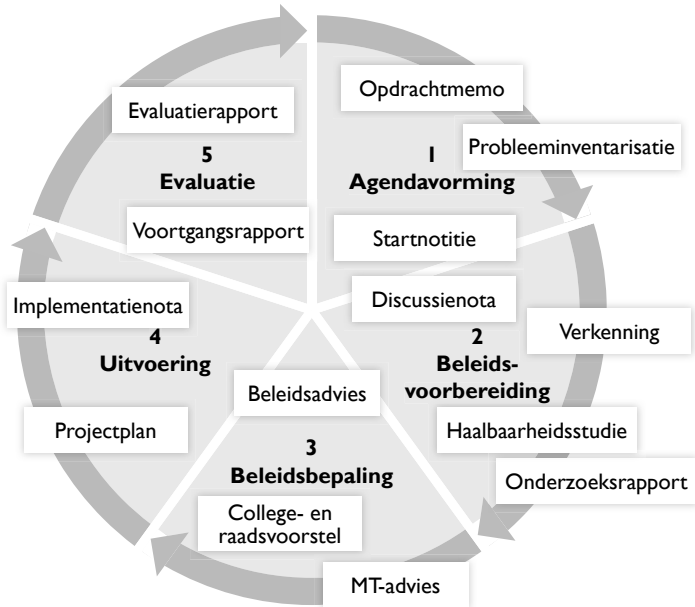 Opdrachtmemo
Probleeminventarisatie
1
Agendavorming
Startnotitie
Discussienota
Verkenning
2
Beleids-
voorbereiding
Haalbaarheidsstudie
Onderzoeksrapport
Beleidsadvies
3
Beleidsbepaling
College- en
raadsvoorstel
MT-advies
Implementatienota
4
Uitvoering
Projectplan
Evaluatierapport
5
Evaluatie
Voortgangsrapport